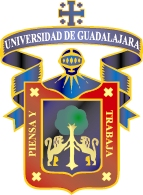 UNIVERSIDAD DE GUADALAJARA
PIENSA Y
TRABAJA